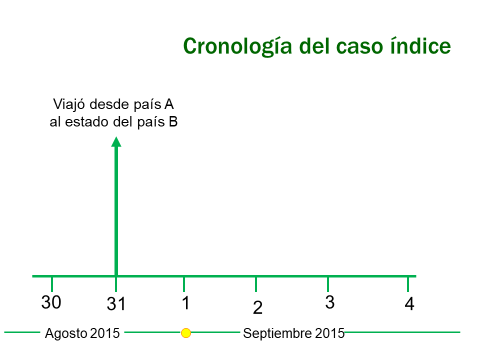 Cronología del caso índice
Viajó desde país A
al estado del país B
30 31 1 2 3 4
Agosto 2015 Septiembre 2015